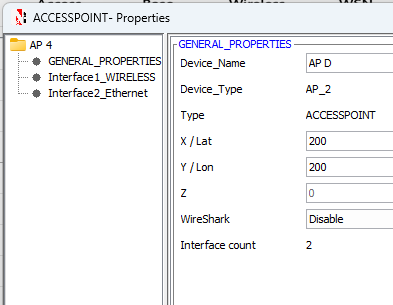 ACCESSPOINT- Properties
AP 4
GENERAL_PROPERTIES
Interface1_WIRELESS
Interface2_Ethernet
GENERAL_PROPERTIES
Device_Name AP D
Device_Type AP_2
Type ACCESSPOINT
X / Lat 200
Y / Lon 200
Z 0
WireShark Disable
Interface count 2